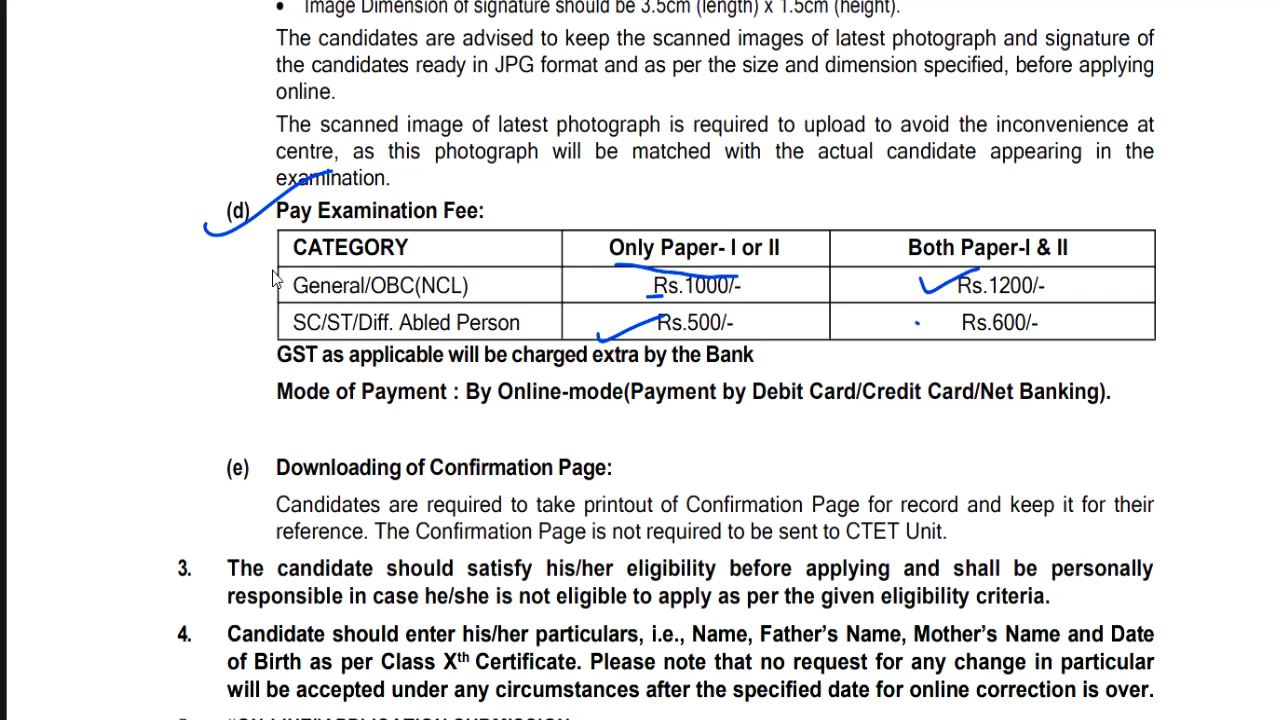 • Image Dimension of signature should be 3.5cm (length) x 1.5cm (height).
The candidates are advised to keep the scanned images of latest photograph and signature of
the candidates ready in JPG format and as per the size and dimension specified, before applying
online.
The scanned image of latest photograph is required to upload to avoid the inconvenience at
centre, as this photograph will be matched with the actual candidate appearing in the
examination.
(d) Pay Examination Fee:
CATEGORY Only Paper- I or II Both Paper-I & II
General/OBC(NCL) Rs.1000/- Rs.1200/-
SC/ST/Diff. Abled Person Rs.500/- Rs.600/-
GST as applicable will be charged extra by the Bank
Mode of Payment : By Online-mode(Payment by Debit Card/Credit Card/Net Banking).
(e) Downloading of Confirmation Page:
Candidates are required to take printout of Confirmation Page for record and keep it for their
reference. The Confirmation Page is not required to be sent to CTET Unit.
3. The candidate should satisfy his/her eligibility before applying and shall be personally
responsible in case he/she is not eligible to apply as per the given eligibility criteria.
4. Candidate should enter his/her particulars, i.e., Name, Father’s Name, Mother’s Name and Date
of Birth as per Class Xth Certificate. Please note that no request for any change in particular
will be accepted under any circumstances after the specified date for online correction is over.